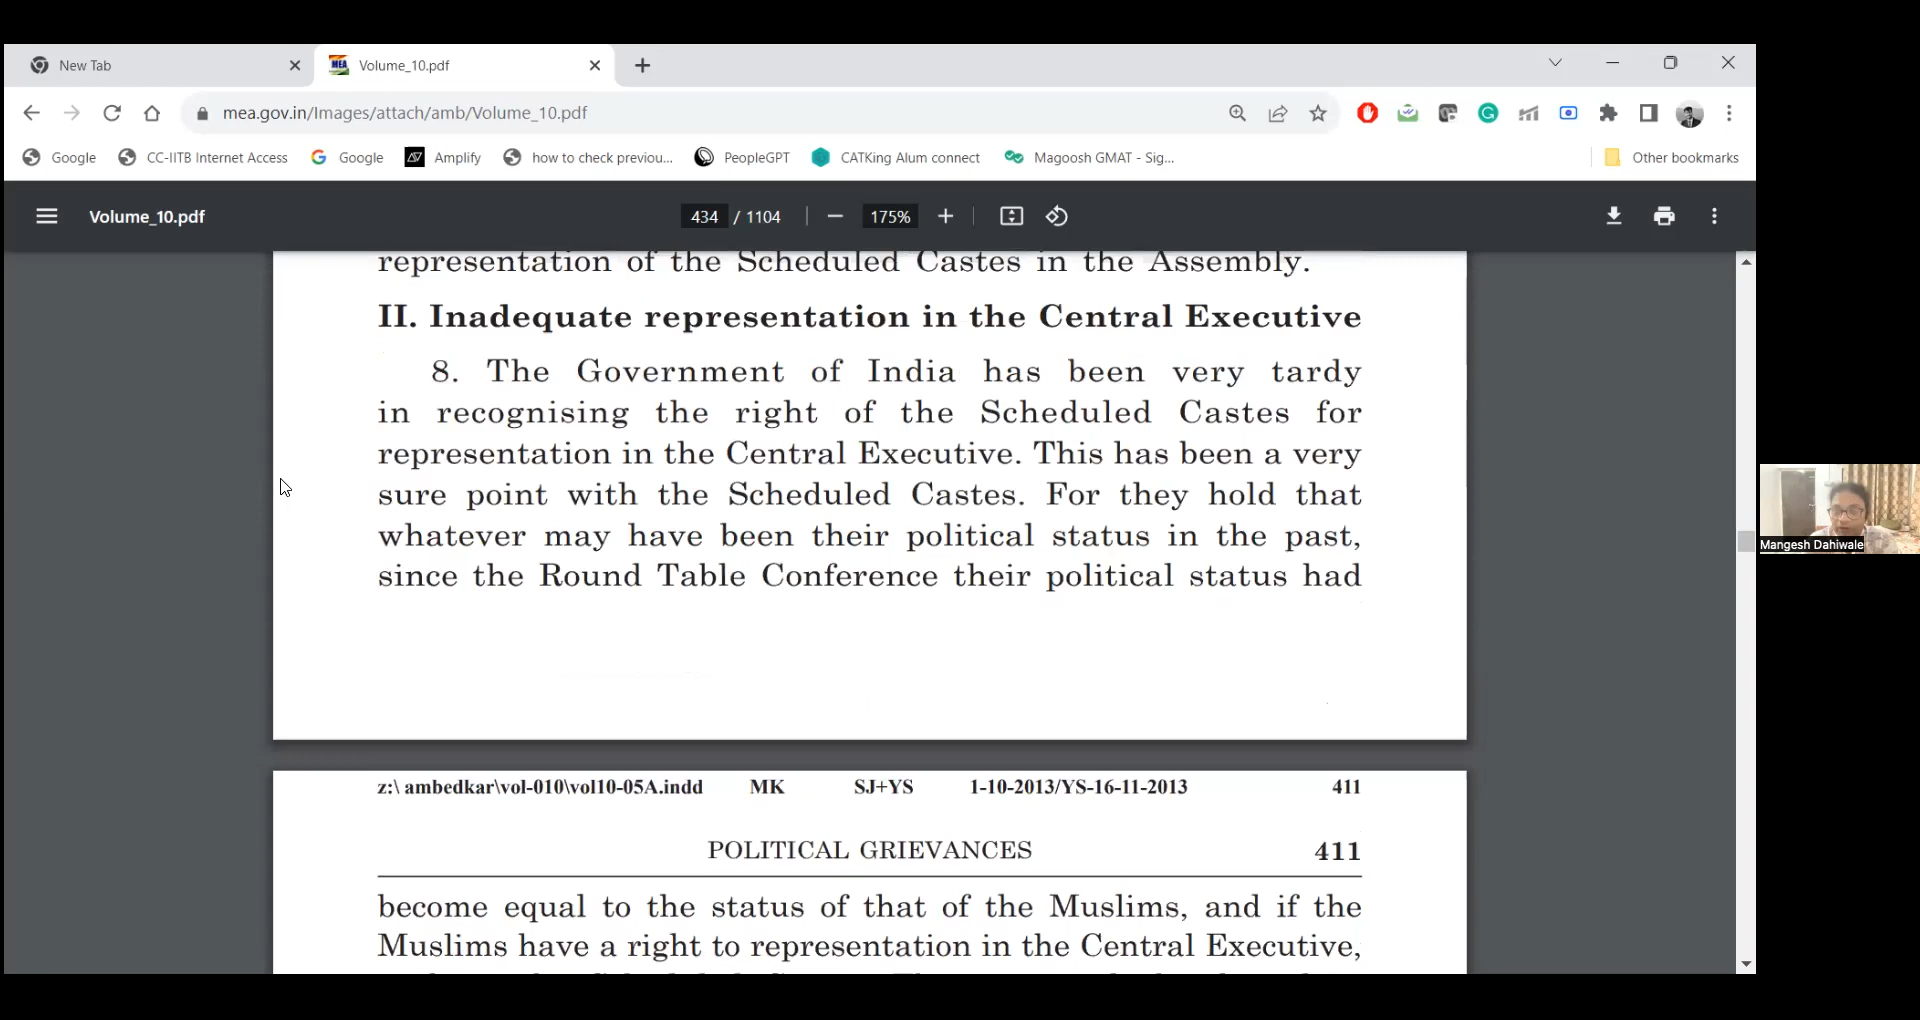 New Tab
Volume_10.pdf
mea.gov.in/Images/attach/amb/Volume_10.pdf
Google
CC-IITB Internet Access
Google
Amplify
how to check previou...
PeopleGPT
CATKing Alum connect
Magoosh GMAT - Sig...
Other bookmarks
Volume_10.pdf
434 / 1104
175%
representation of the Scheduled Castes in the Assembly.
II. Inadequate representation in the Central Executive
8. The Government of India has been very tardy
in recognising the right of the Scheduled Castes for
representation in the Central Executive. This has been a very
sure point with the Scheduled Castes. For they hold that
whatever may have been their political status in the past,
since the Round Table Conference their political status had
z:\ ambedkar\vol-010\vol10-05A.indd MK SJ+YS 1-10-2013/YS-16-11-2013 411
POLITICAL GRIEVANCES 411
become equal to the status of that of the Muslims, and if the
Muslims have a right to representation in the Central Executive,
Mangesh Dahiwale